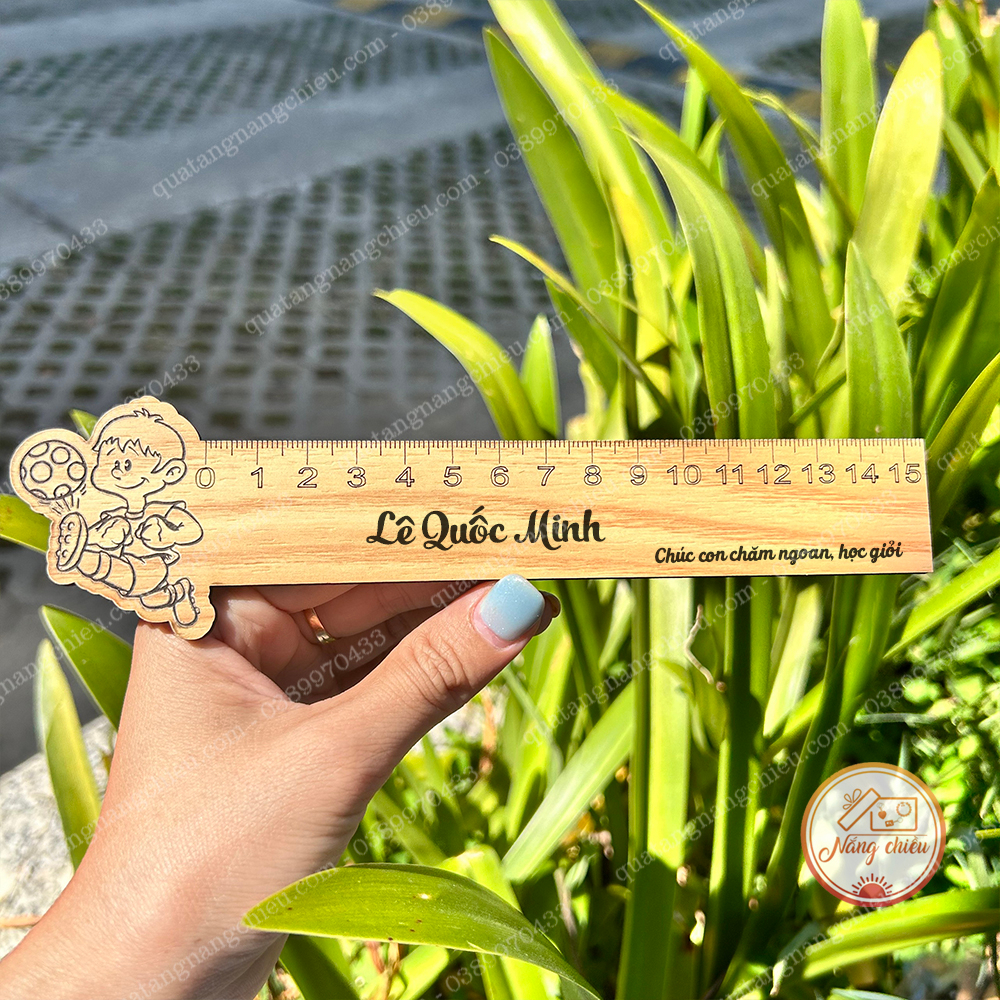 0 1 2 3 4 5 6 7 8 9 10 11 12 13 14 15
Lê Quốc Minh
Chúc con chăm ngoan, học giỏi
Nắng chiều
quatangnangchieu.com - 0389970433